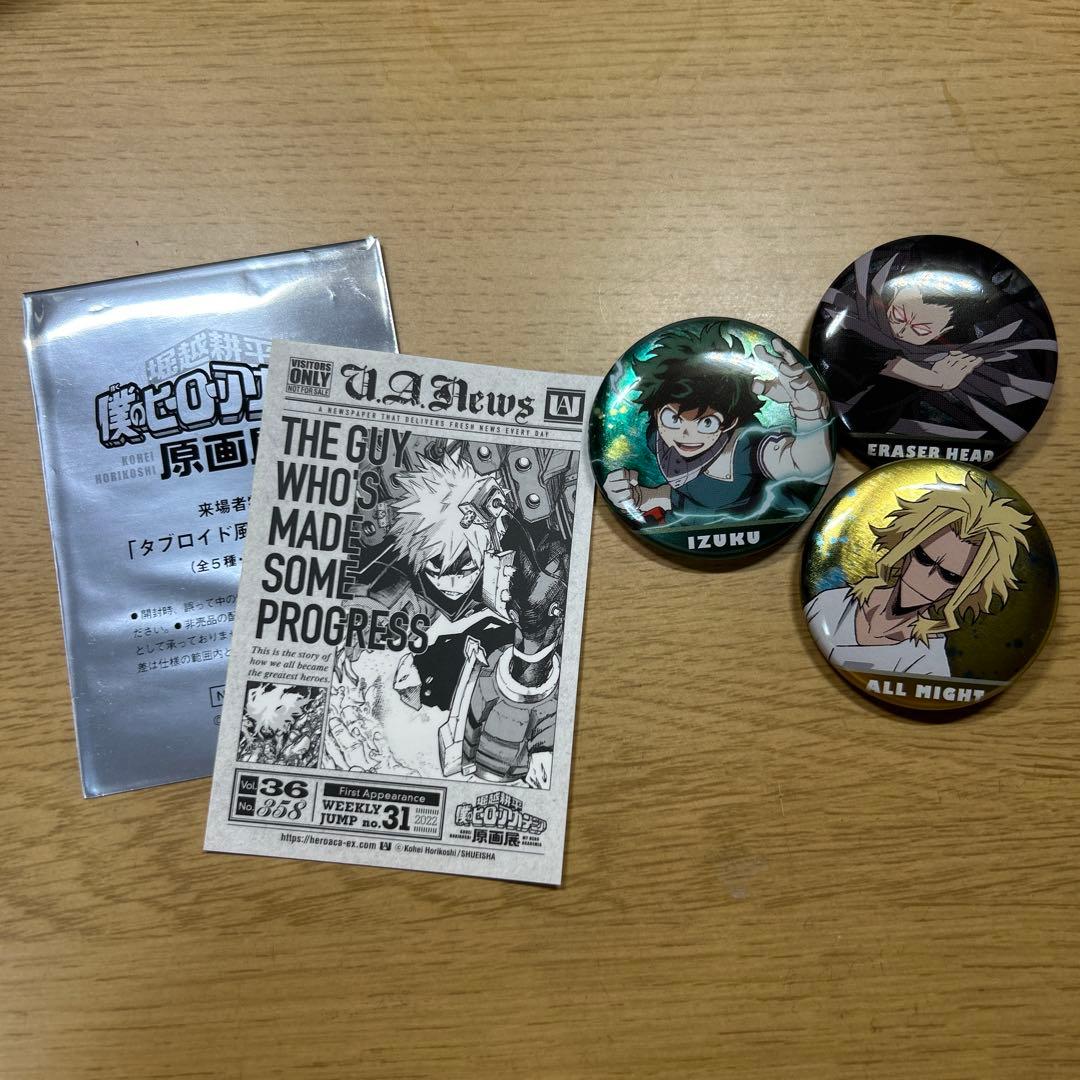 堀越耕平
僕のヒーローア
KOHEI
HORIKOSHI
原画展
来場者
「タブロイド風
(全5種・
●開封時、誤って中の
ださい。●非売品の配
として承っておりませ
差は仕様の範囲内と
VISITORS
ONLY
NOT FOR SALE
U.A.News
UA
A NEWSPAPER THAT DELIVERS FRESH NEWS EVERY DAY
THE GUY
WHO'S
MADE
SOME
PROGRESS
This is the story of
how we all became
the greatest heroes.
Vol. 36
No. 358
First Appearance
WEEKLY
JUMP no. 31
2022
堀越耕平
僕のヒーローアカデミア
KOHEI
HORIKOSHI
原画展
MY HERO
ACADEMIA
https://heroaca-ex.com
©Kohei Horikoshi/SHUEISHA
IZUKU
ERASER HEAD
ALL MIGHT